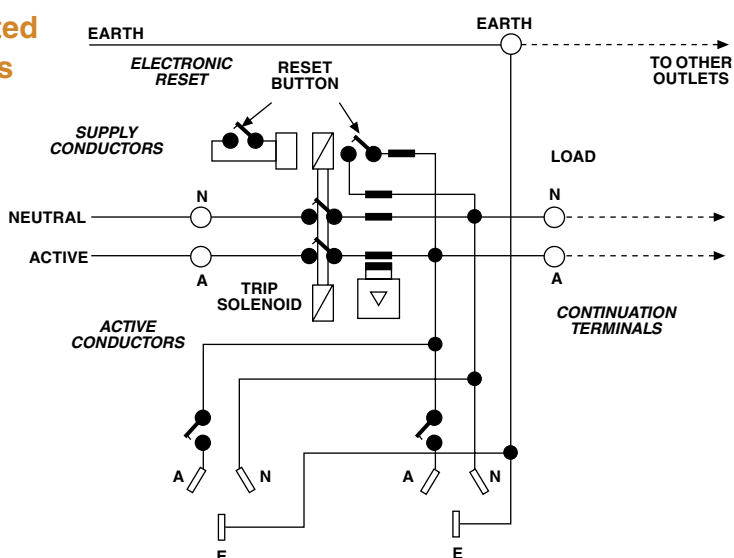 ted
s
EARTH
EARTH
TO OTHER
OUTLETS
ELECTRONIC
RESET
RESET
BUTTON
SUPPLY
CONDUCTORS
LOAD
N
N
NEUTRAL
ACTIVE
A
A
TRIP
SOLENOID
CONTINUATION
TERMINALS
ACTIVE
CONDUCTORS
A
N
A
N
E
E